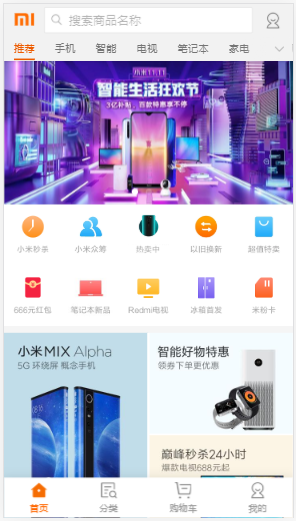 搜索商品名称
推荐 手机 智能 电视 笔记本 家电
智能生活狂欢节
3亿补贴，百款特惠享不停
小米秒杀 小米众筹 热卖中 以旧换新 超值特卖
666元红包 笔记本新品 Redmi电视 冰箱首发 米粉卡
小米MIX Alpha
5G 环绕屏 概念手机
智能好物特惠
领券下单更优惠
巅峰秒杀24小时
爆款电视688元起
首页 分类 购物车 我的